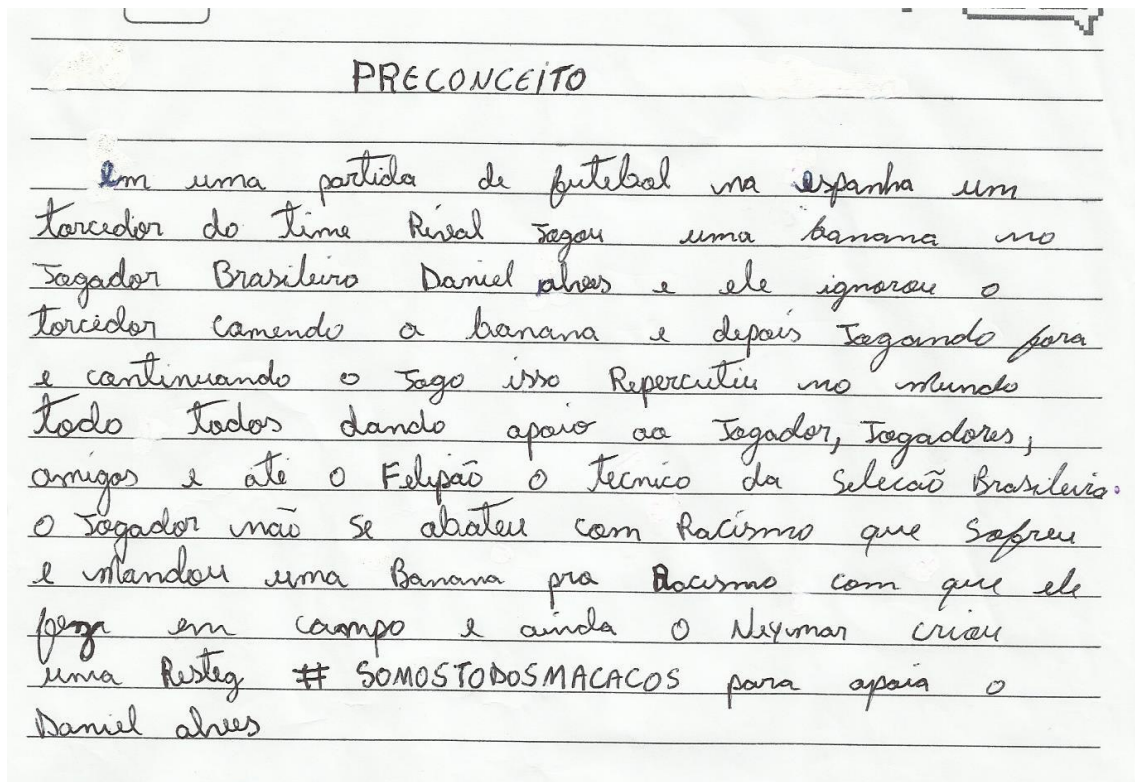 PRECONCEITO
em uma partida de futebol na espanha um
torcedor do time Rival Jogou uma banana no
Jogador Brasileiro Daniel alves e ele ignorou o
torcedor comendo a banana e depois Jogando fora
e continuando o Jogo isso Repercutiu no mundo
todo todos dando apoio ao Jogador, Jogadores,
amigos e até o Felipão o tecnico da Selecão Brasileira.
o Jogador não se abateu com Racismo que Sofreu
e Mandou uma Banana pra Racismo com que ele
em campo e ainda o Neymar criou
uma Resteg # SOMOSTODOSMACACOS para apoia o
Daniel alves